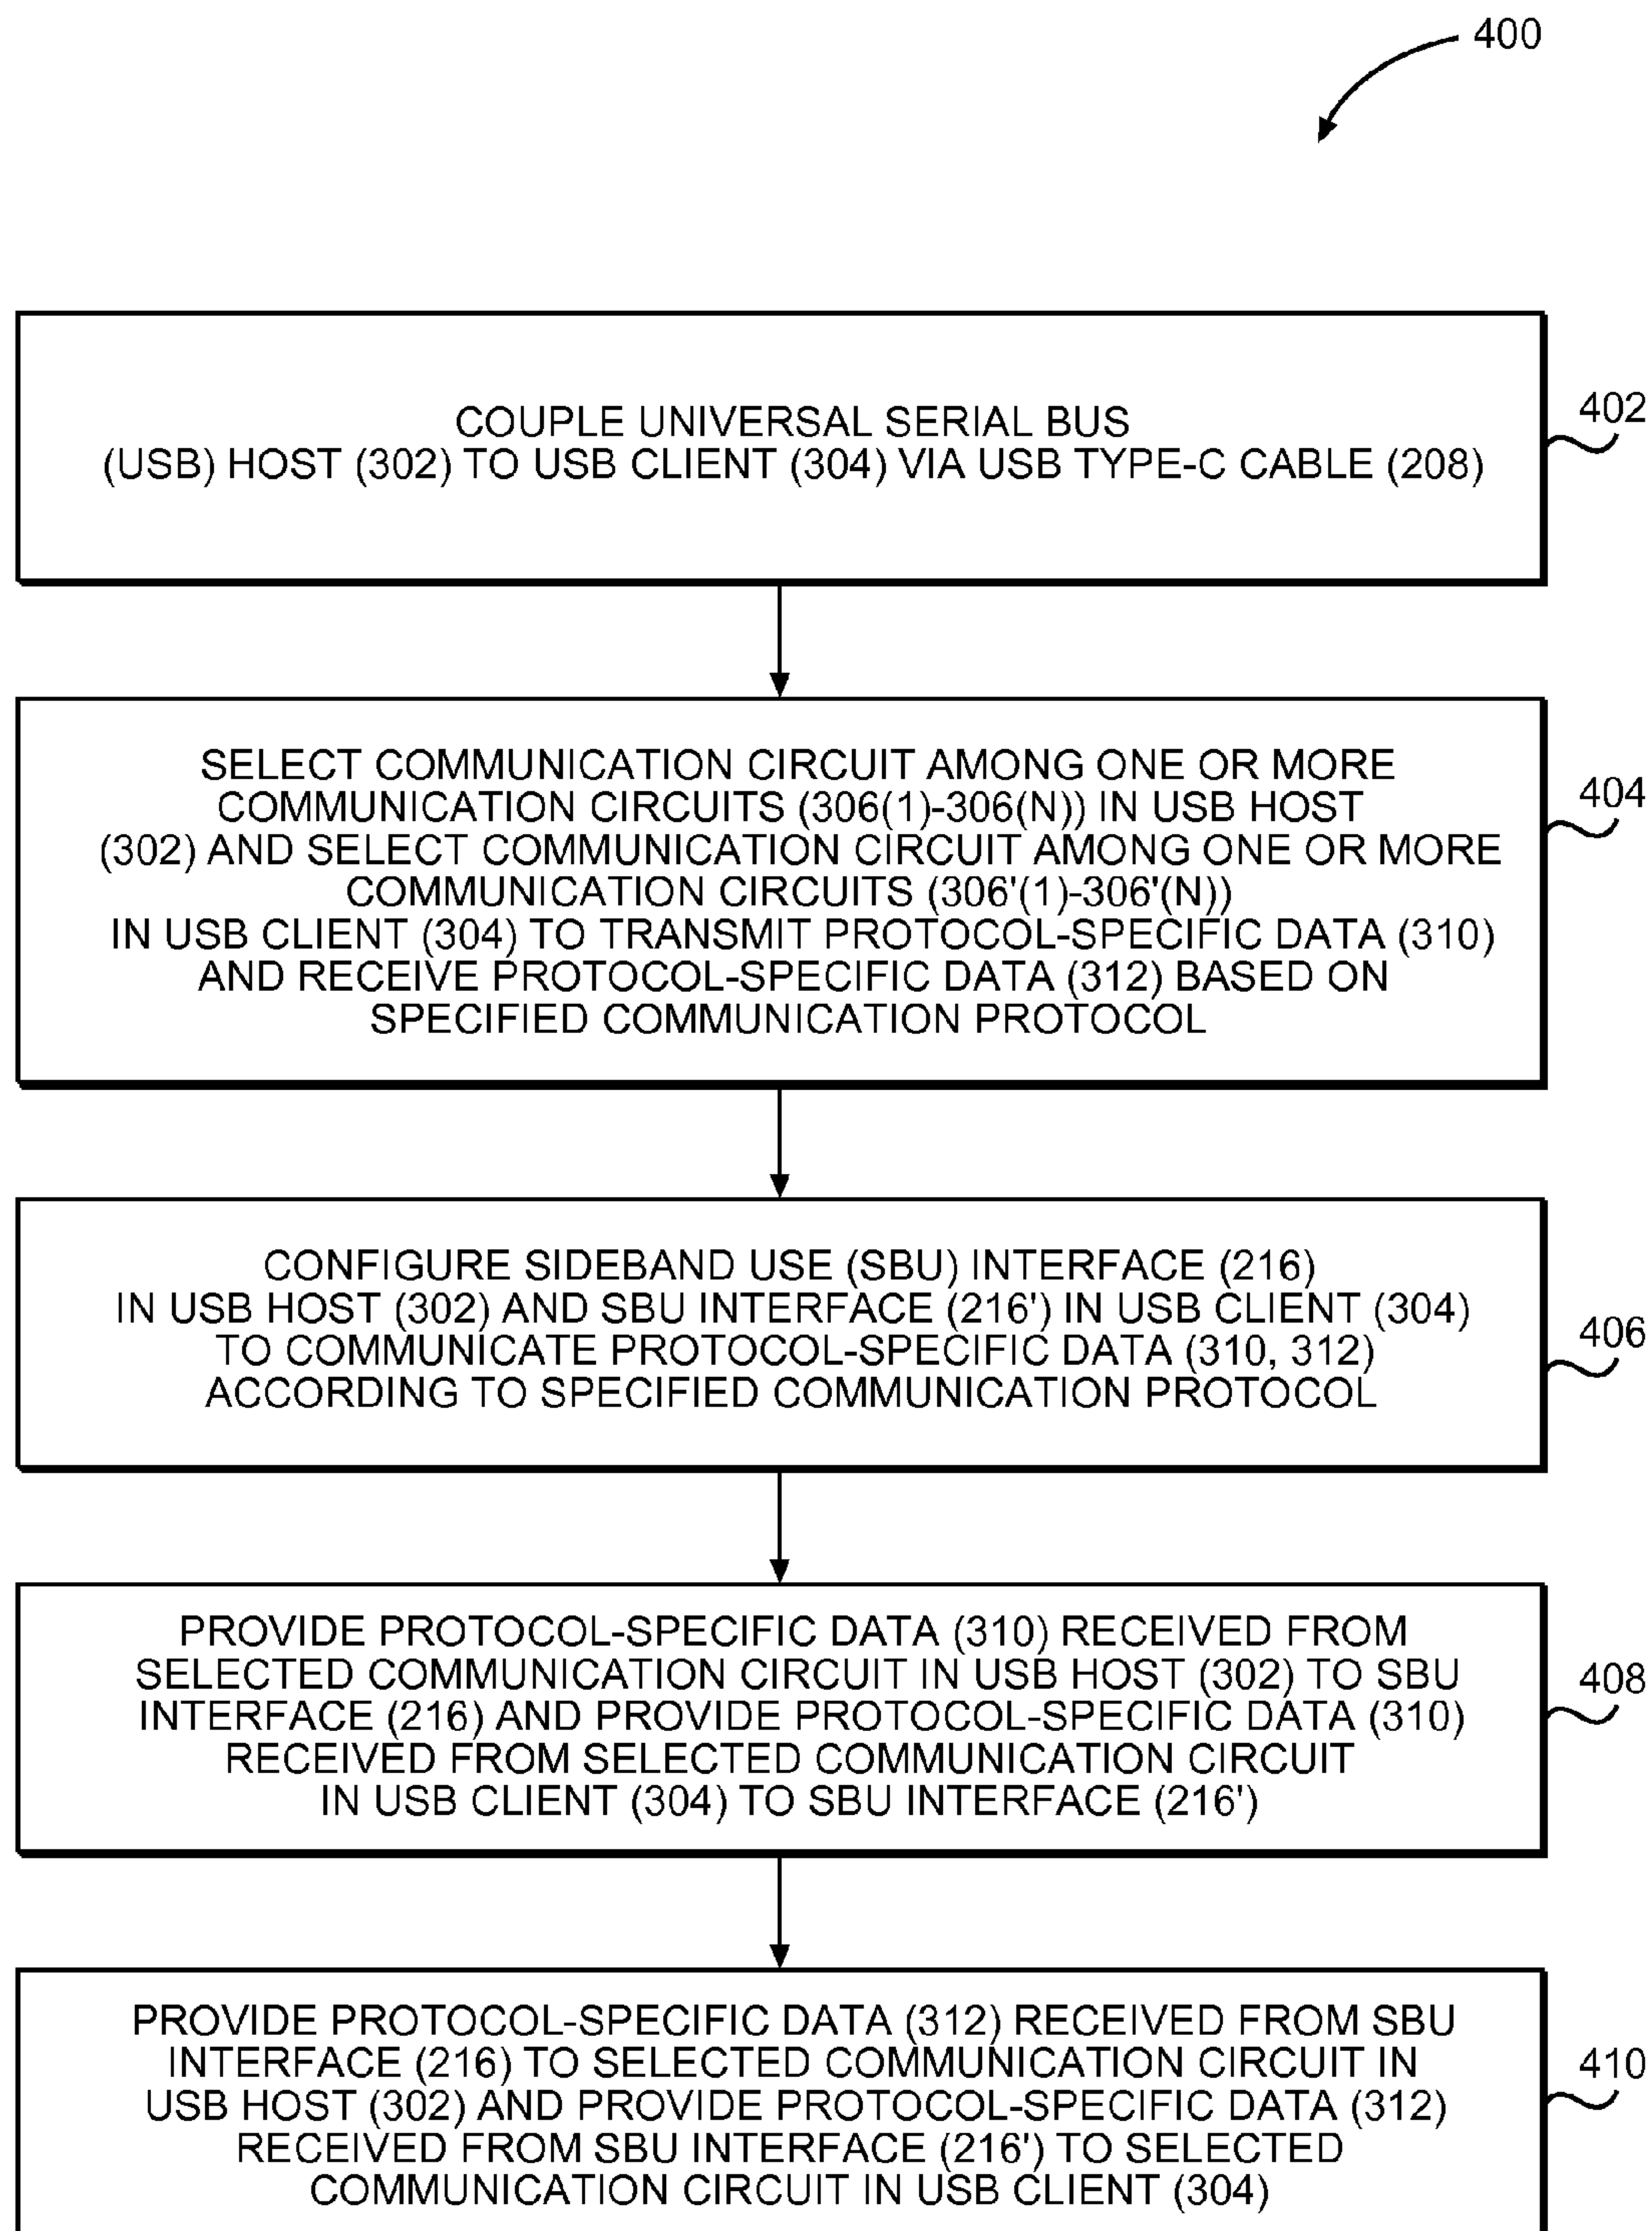 400
COUPLE UNIVERSAL SERIAL BUS
(USB) HOST (302) TO USB CLIENT (304) VIA USB TYPE-C CABLE (208)
402
SELECT COMMUNICATION CIRCUIT AMONG ONE OR MORE
COMMUNICATION CIRCUITS (306(1)-306(N)) IN USB HOST
(302) AND SELECT COMMUNICATION CIRCUIT AMONG ONE OR MORE
COMMUNICATION CIRCUITS (306'(1)-306'(N))
IN USB CLIENT (304) TO TRANSMIT PROTOCOL-SPECIFIC DATA (310)
AND RECEIVE PROTOCOL-SPECIFIC DATA (312) BASED ON
SPECIFIED COMMUNICATION PROTOCOL
404
CONFIGURE SIDEBAND USE (SBU) INTERFACE (216)
IN USB HOST (302) AND SBU INTERFACE (216') IN USB CLIENT (304)
TO COMMUNICATE PROTOCOL-SPECIFIC DATA (310, 312)
ACCORDING TO SPECIFIED COMMUNICATION PROTOCOL
406
PROVIDE PROTOCOL-SPECIFIC DATA (310) RECEIVED FROM
SELECTED COMMUNICATION CIRCUIT IN USB HOST (302) TO SBU
INTERFACE (216) AND PROVIDE PROTOCOL-SPECIFIC DATA (310)
RECEIVED FROM SELECTED COMMUNICATION CIRCUIT
IN USB CLIENT (304) TO SBU INTERFACE (216')
408
PROVIDE PROTOCOL-SPECIFIC DATA (312) RECEIVED FROM SBU
INTERFACE (216) TO SELECTED COMMUNICATION CIRCUIT IN
USB HOST (302) AND PROVIDE PROTOCOL-SPECIFIC DATA (312)
RECEIVED FROM SBU INTERFACE (216') TO SELECTED
COMMUNICATION CIRCUIT IN USB CLIENT (304)
410